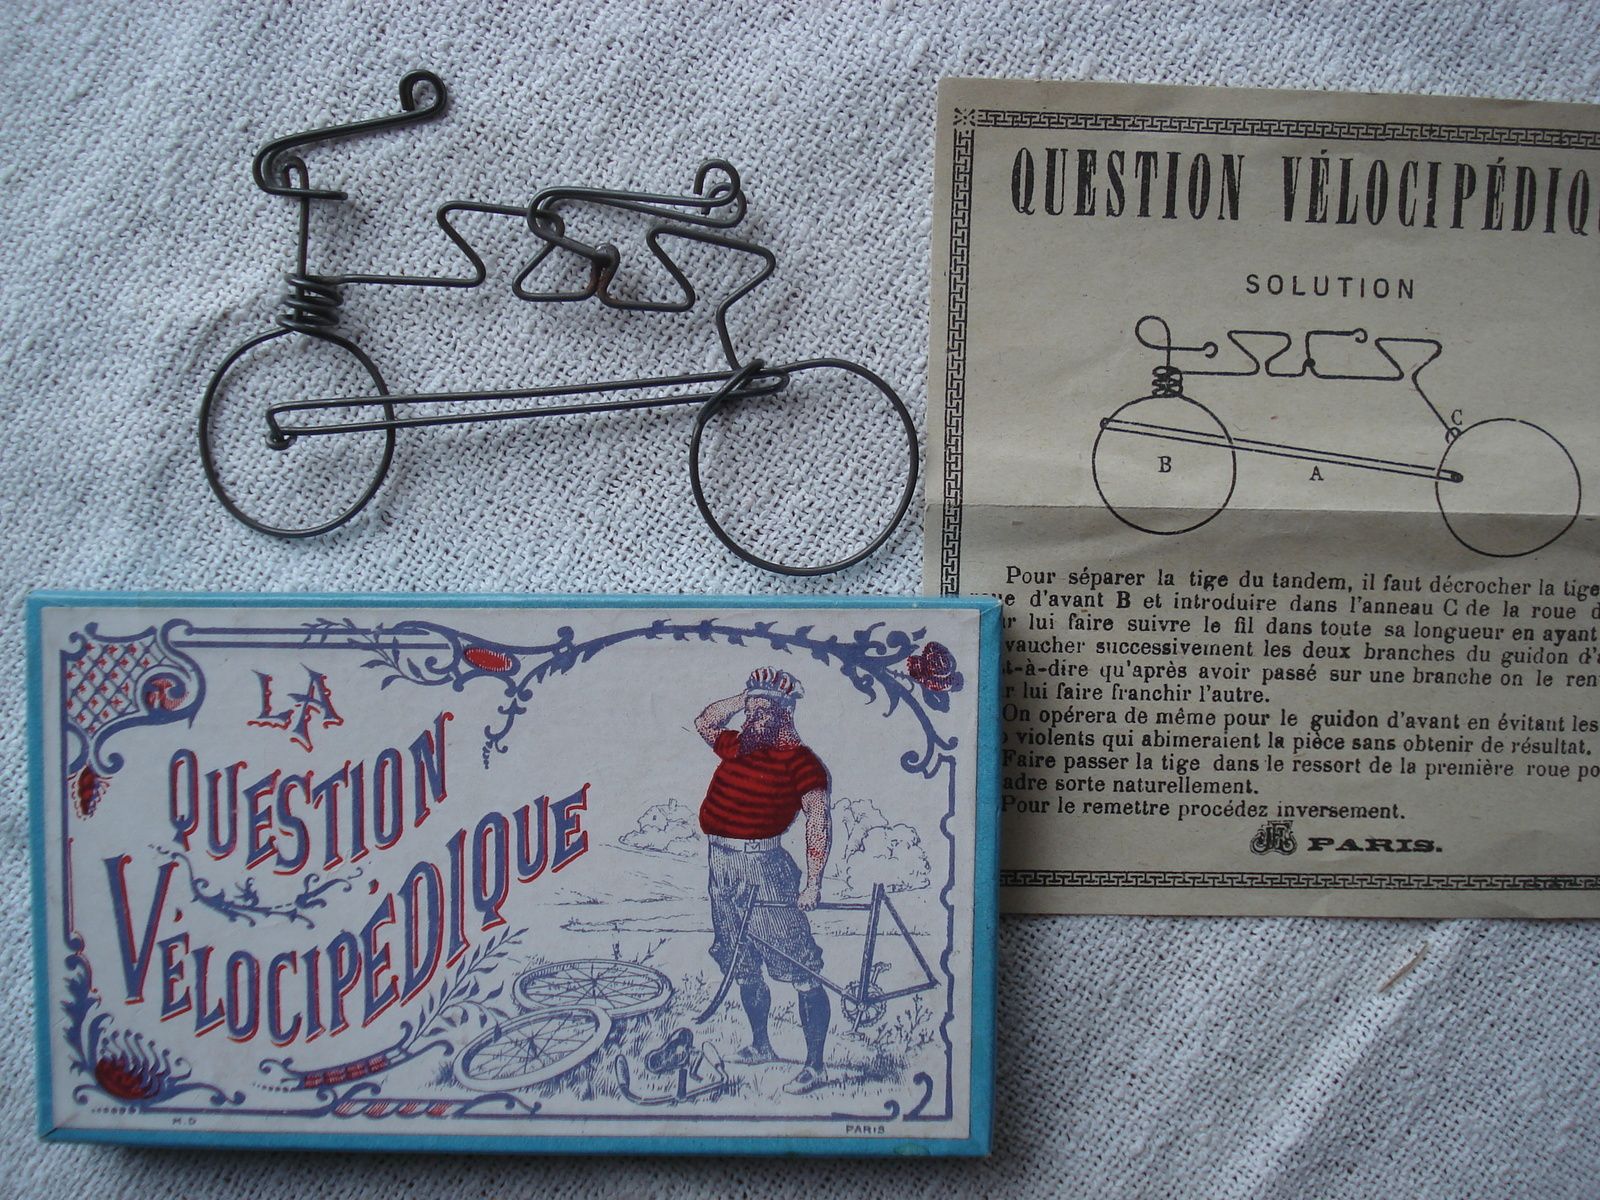 QUESTION VÉLOCIPÉDIQ
SOLUTION
C
B
A
Pour séparer la tige du tandem, il faut décrocher la tige
d'avant B et introduire dans l'anneau C de la roue
lui faire suivre le fil dans toute sa longueur en ayant
vaucher successivement les deux branches du guidon
t-à-dire qu'après avoir passé sur une branche on le ren
lui faire franchir l'autre.
On opérera de même pour le guidon d'avant en évitant les
violents qui abimeraient la pièce sans obtenir de résultat.
Faire passer la tige dans le ressort de la première roue po
adre sorte naturellement.
Pour le remettre procédez inversement.
PARIS.
LA
QUESTION
VÉLOCIPÉDIQUE
M.D
PARIS